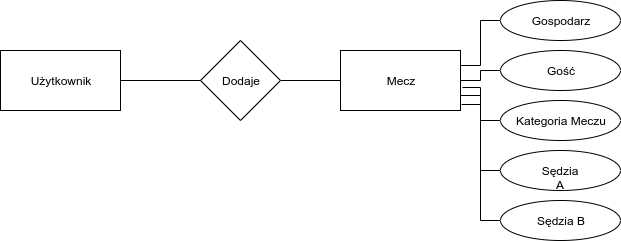 Gospodarz
Użytkownik
Dodaje
Mecz
Gość
Kategoria Meczu
Sędzia
A
Sędzia B